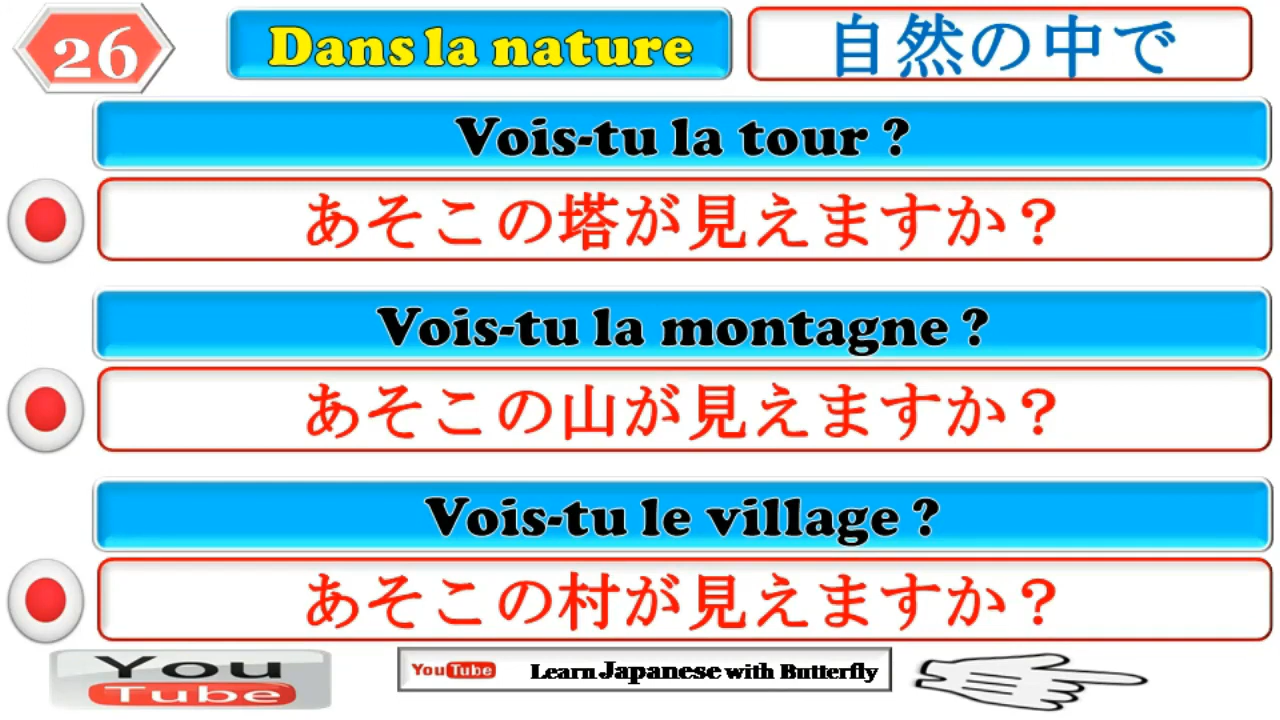 26
Dans la nature
自然の中で
Vois-tu la tour ?
あそこの塔が見えますか？
Vois-tu la montagne ?
あそこの山が見えますか？
Vois-tu le village ?
あそこの村が見えますか？
You
Tube
YouTube Learn Japanese with Butterfly